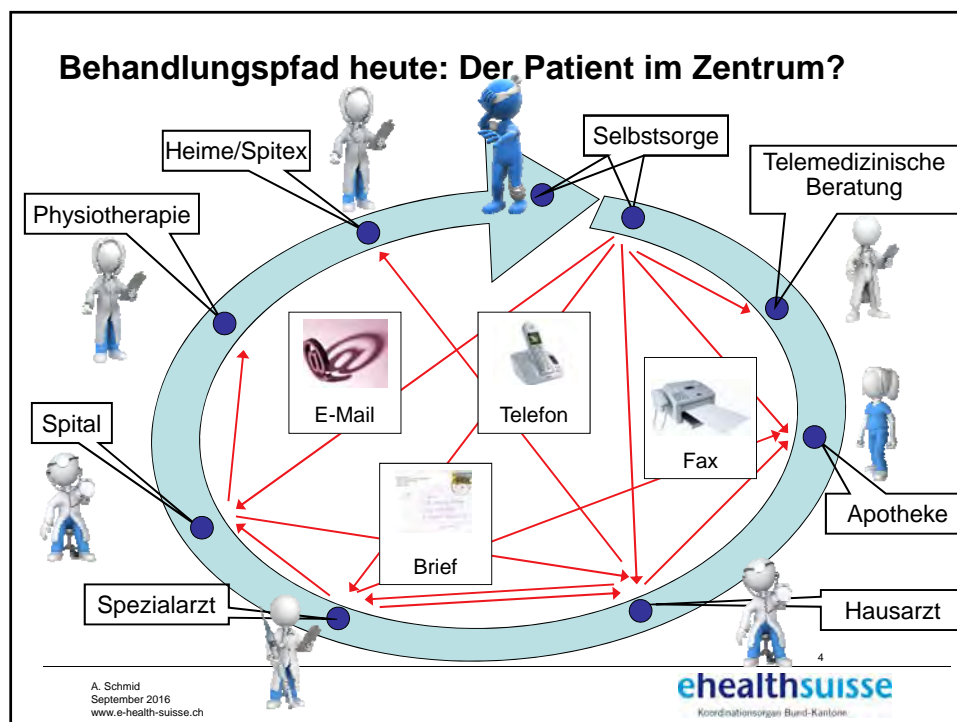 Behandlungspfad heute: Der Patient im Zentrum?
Selbstsorge
Heime/Spitex
Telemedizinische
Beratung
Physiotherapie
E-Mail
Telefon
Fax
Spital
Brief
Apotheke
Spezialarzt
Hausarzt
4
A. Schmid
September 2016
www.e-health-suisse.ch
ehealthsuisse
Koordinationsorgan Bund-Kantone